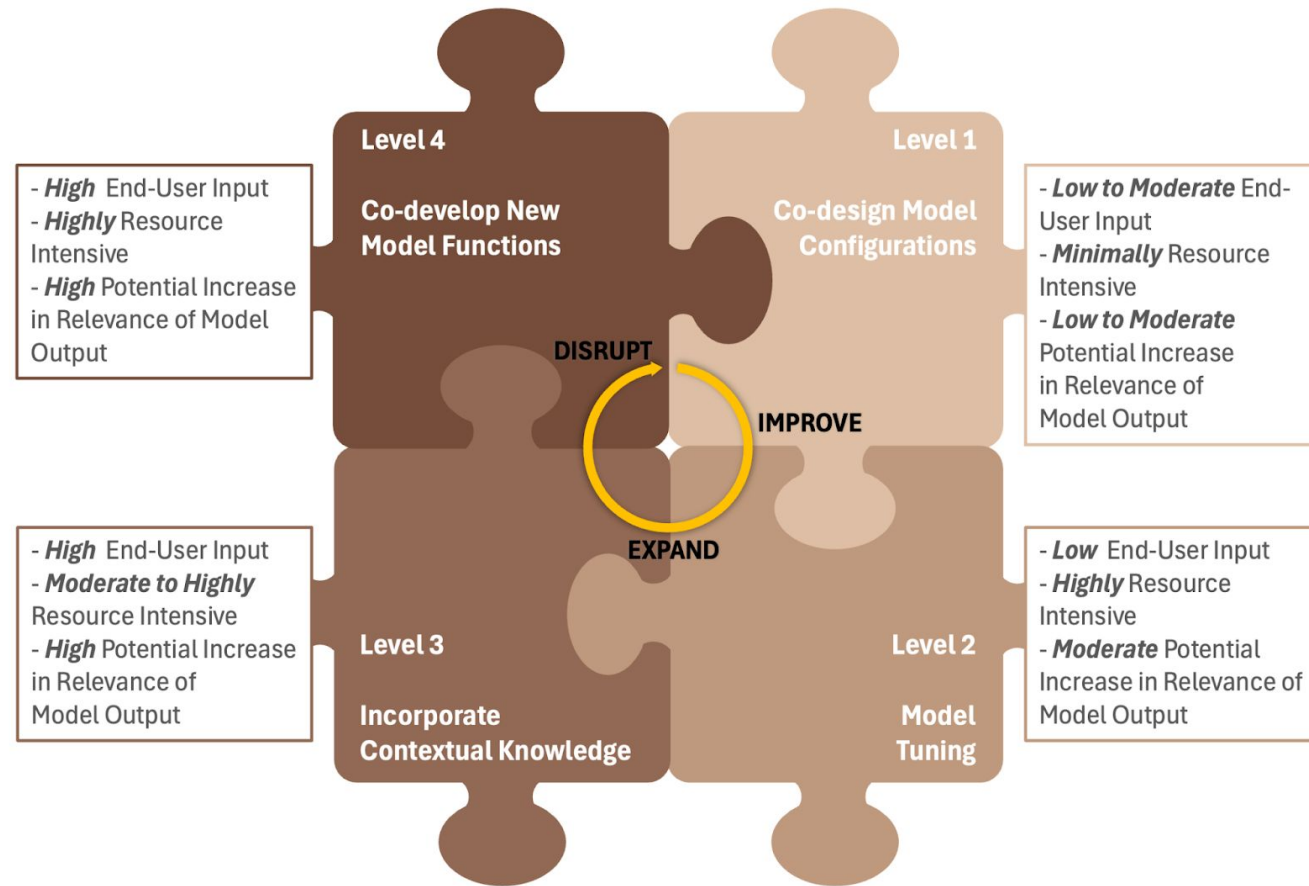 Level 4
Co-develop New
Model Functions
- High End-User Input
- Highly Resource
Intensive
- High Potential Increase
in Relevance of Model
Output
Level 1
Co-design Model
Configurations
- Low to Moderate End-
User Input
- Minimally Resource
Intensive
- Low to Moderate
Potential Increase
in Relevance of
Model Output
DISRUPT
IMPROVE
EXPAND
- High End-User Input
- Moderate to Highly
Resource Intensive
- High Potential Increase
in Relevance of
Model Output
Level 3
Incorporate
Contextual Knowledge
Level 2
Model
Tuning
- Low End-User Input
- Highly Resource
Intensive
- Moderate Potential
Increase in Relevance of
Model Output